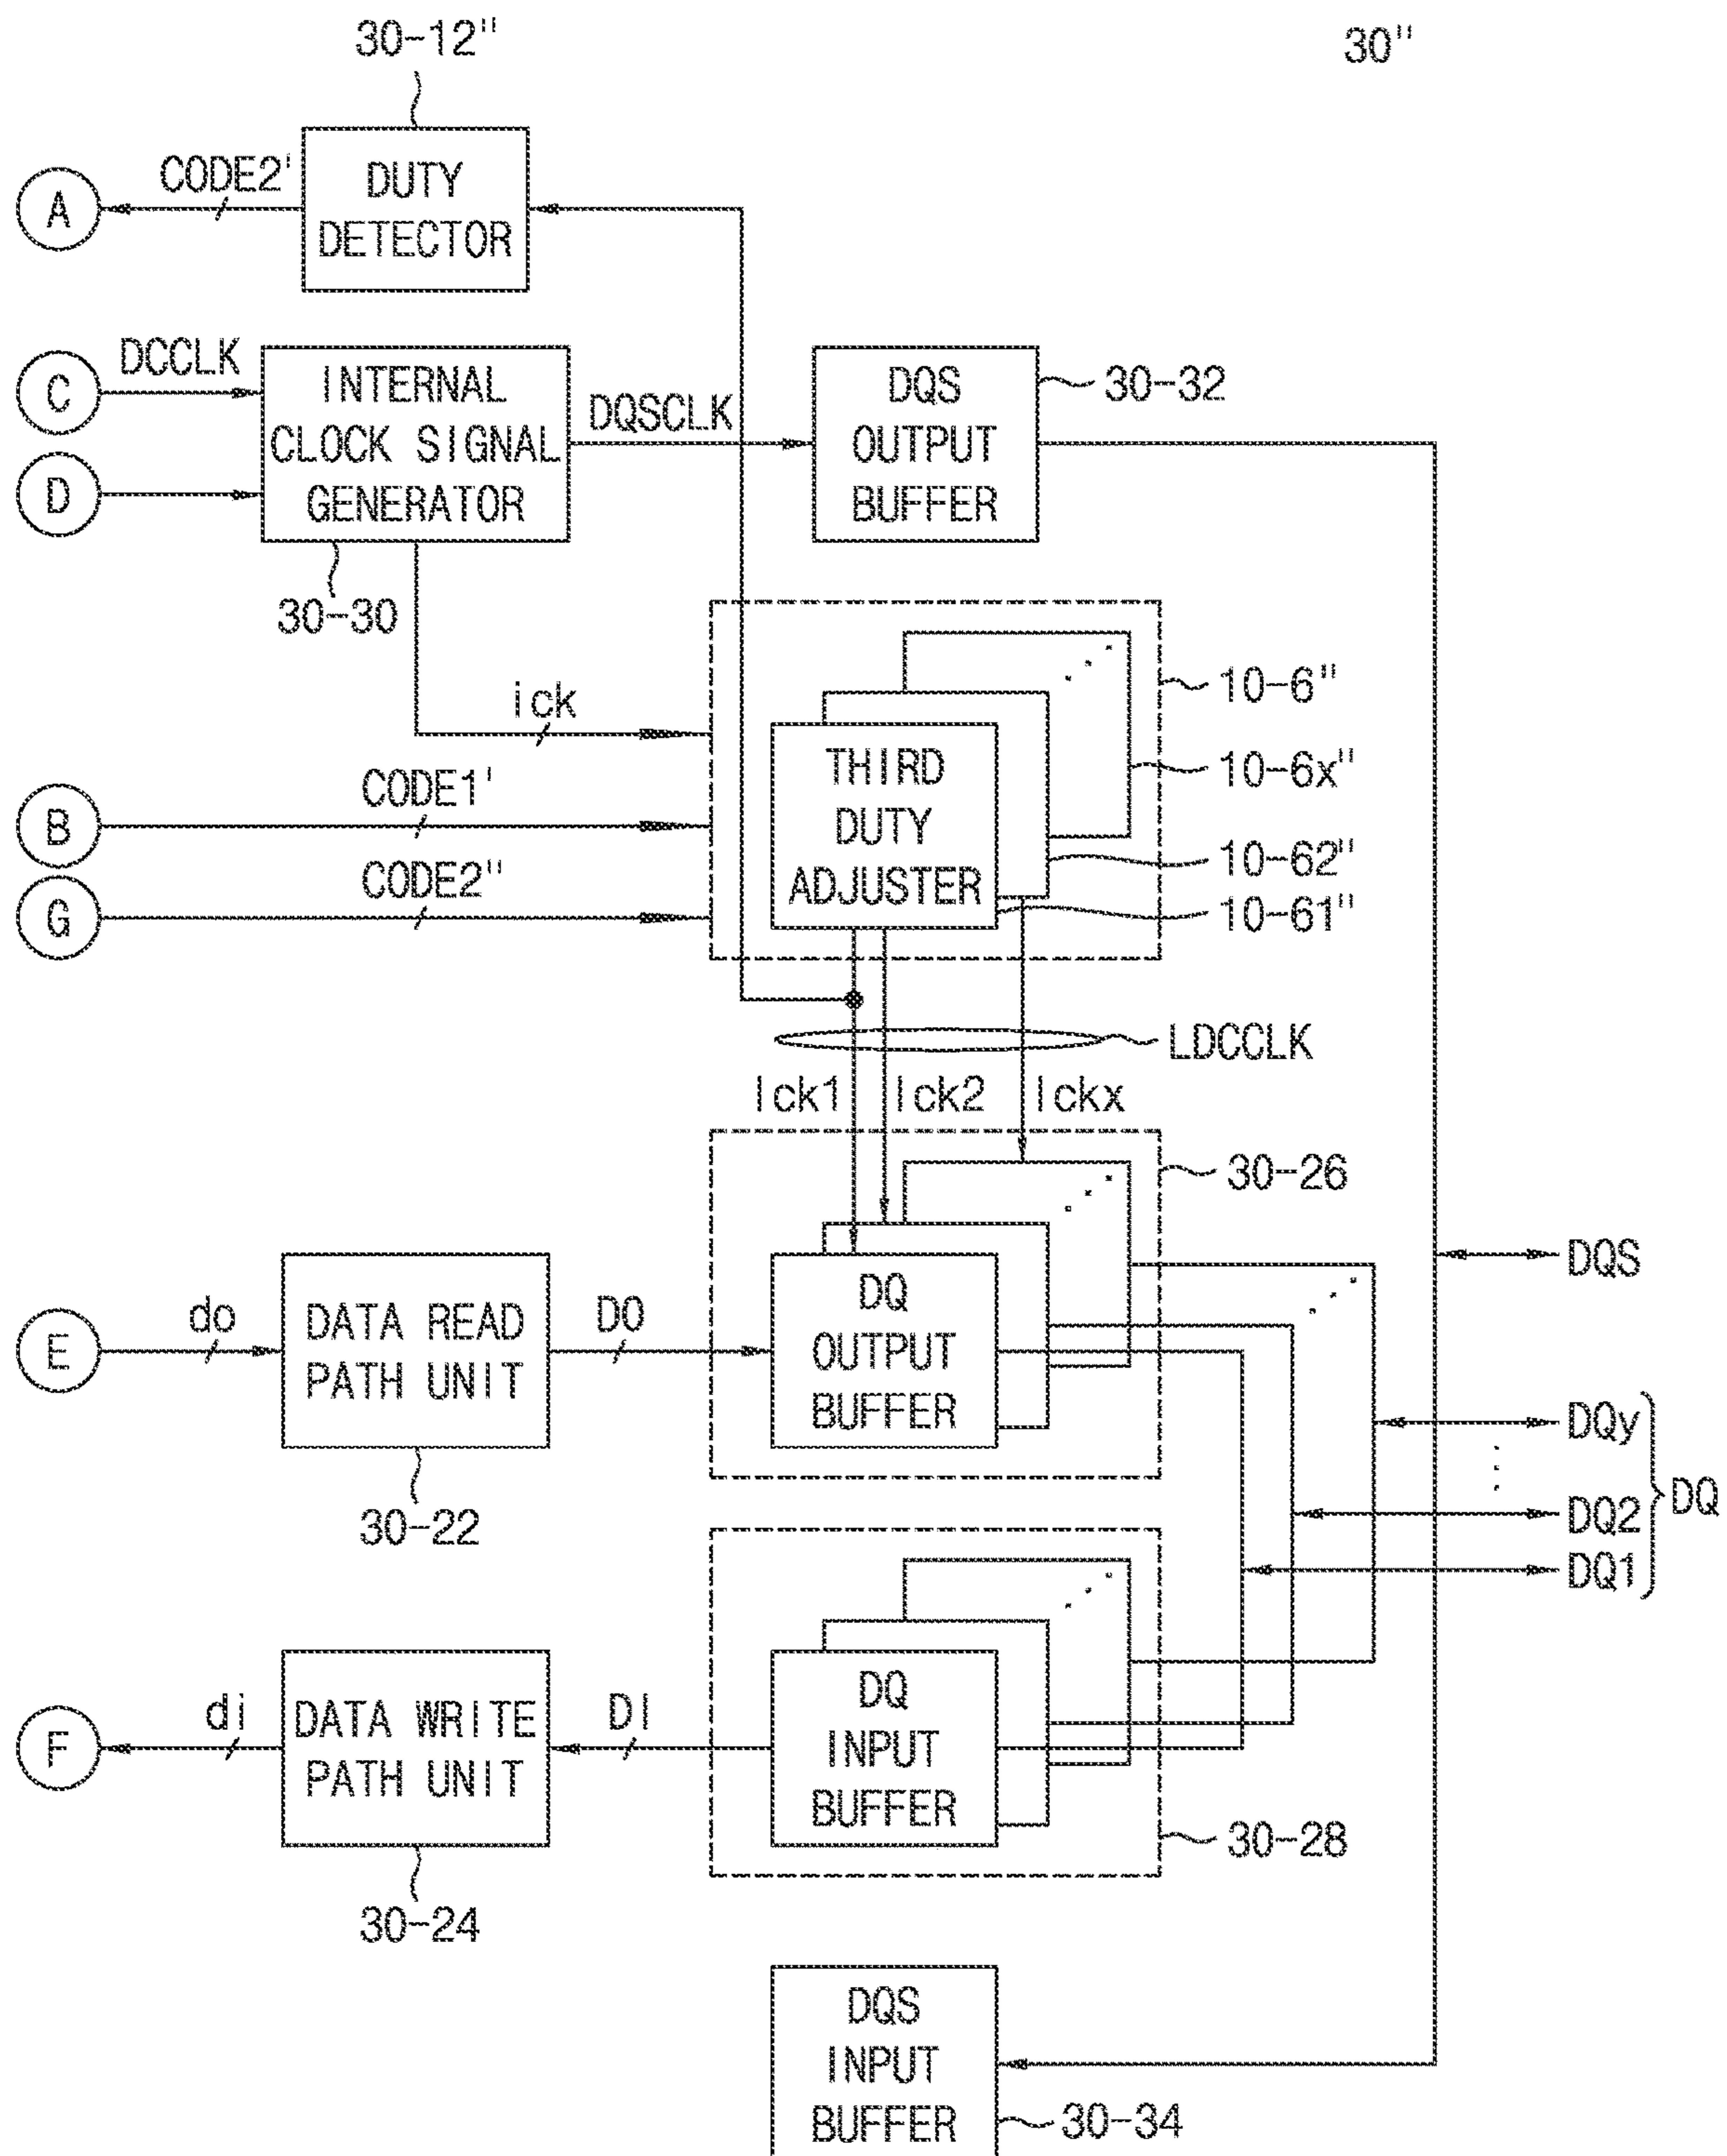 30-12"
30"
CODE2'
A
DUTY
DETECTOR
DCCLK
C
INTERNAL
CLOCK SIGNAL
GENERATOR
D
DQSCLK
DQS
OUTPUT
BUFFER
30-32
30-30
ick
10-6"
B
CODE1'
THIRD
DUTY
ADJUSTER
10-6x"
10-62"
G
CODE2"
10-61"
LDCCLK
lck1
lck2
lckx
30-26
E
do
DATA READ
PATH UNIT
DO
DQ
OUTPUT
BUFFER
30-22
DQS
DQy
DQ2
DQ1
DQ
F
di
DATA WRITE
PATH UNIT
DI
DQ
INPUT
BUFFER
30-28
30-24
DQS
INPUT
BUFFER
30-34